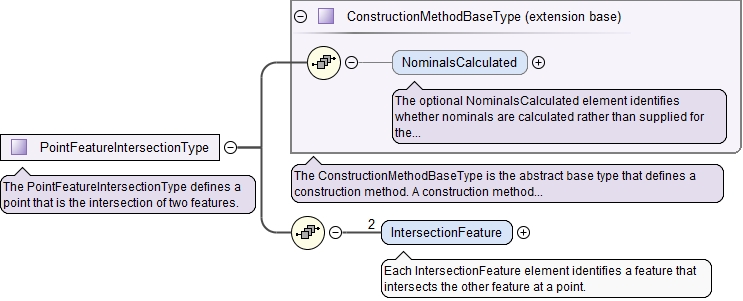 ConstructionMethodBaseType (extension base)
NominalsCalculated
The optional NominalsCalculated element identifies
whether nominals are calculated rather than supplied for
the...
PointFeatureIntersectionType
The PointFeatureIntersectionType defines a
point that is the intersection of two features.
The ConstructionMethodBaseType is the abstract base type that defines a
construction method. A construction method...
2
IntersectionFeature
Each IntersectionFeature element identifies a feature that
intersects the other feature at a point.